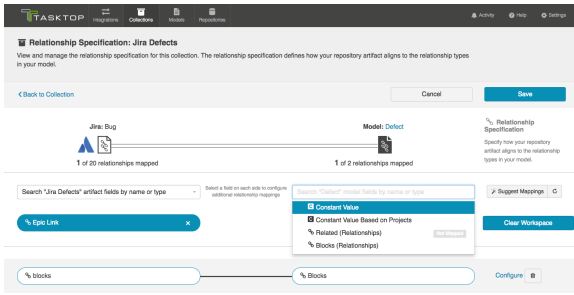 TASKTOP
Integrations
Collections
Models
Repositories
Activity
Help
Settings
Relationship Specification: Jira Defects
View and manage the relationship specification for this collection. The relationship specification defines how your repository artifact aligns to the relationship types
in your model.
Back to Collection
Cancel
Save
Jira: Bug
Model: Defect
1 of 20 relationships mapped
1 of 2 relationships mapped
Relationship
Specification
Specify how your repository
artifact aligns to the relationship
types in your model.
Search "Jira Defects" artifact fields by name or type
Select a field on each side to configure
additional relationship mappings
Search "Defect" model fields by name or type
Suggest Mappings
Epic Link
x
C Constant Value
C Constant Value Based on Projects
Related (Relationships)
Not Mapped
Blocks (Relationships)
Clear Workspace
blocks
Blocks
Configure